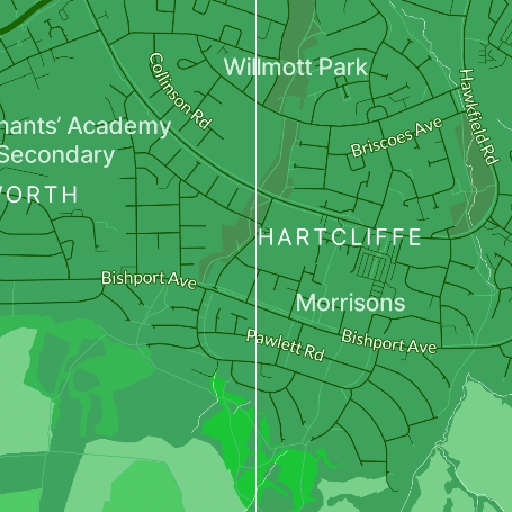 Willmott Park
Collinson Rd
Hawkfield Rd
hants' Academy
Secondary
Briscoes Ave
WORTH
HARTCLIFFE
Bishport Ave
Morrisons
Pawlett Rd
Bishport Ave